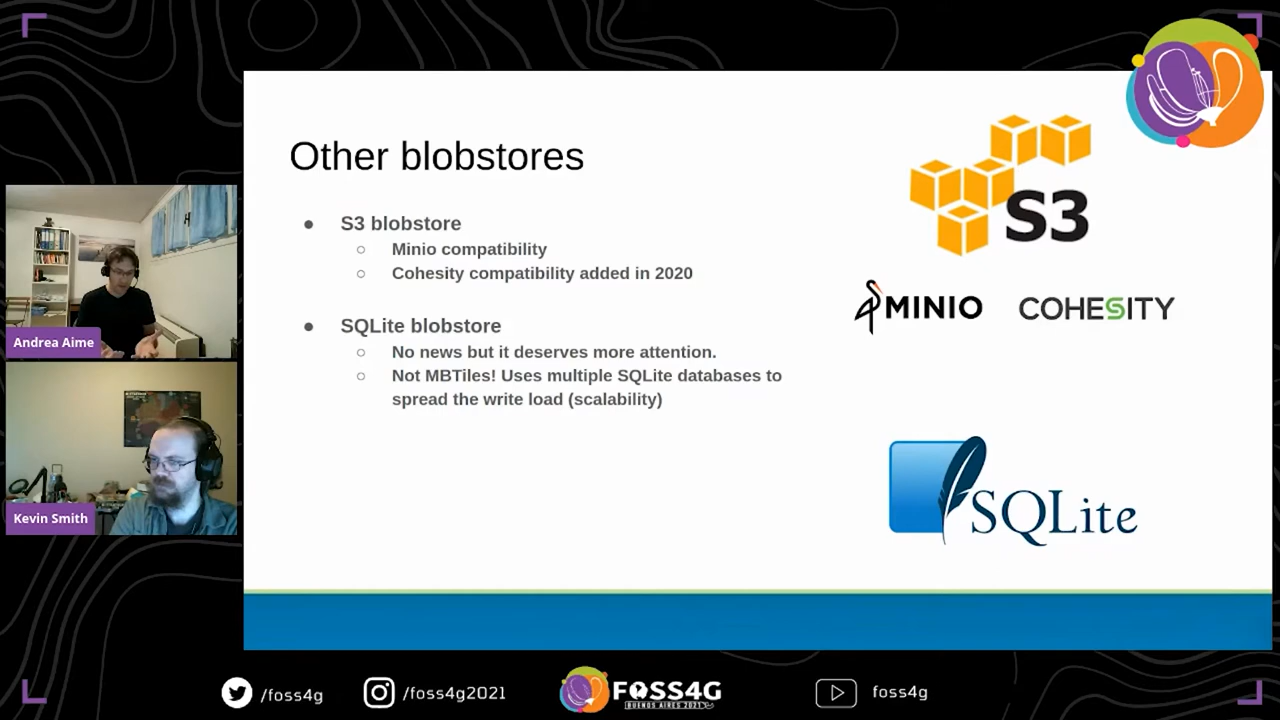 Other blobstores
● S3 blobstore
○ Minio compatibility
○ Cohesity compatibility added in 2020
● SQLite blobstore
○ No news but it deserves more attention.
○ Not MBTiles! Uses multiple SQLite databases to
spread the write load (scalability)
S3
MINIO
COHESITY
SQLite
Andrea Aime
Kevin Smith
/foss4g
/foss4g2021
FOSS4G
BUENOS AIRES 2021
foss4g